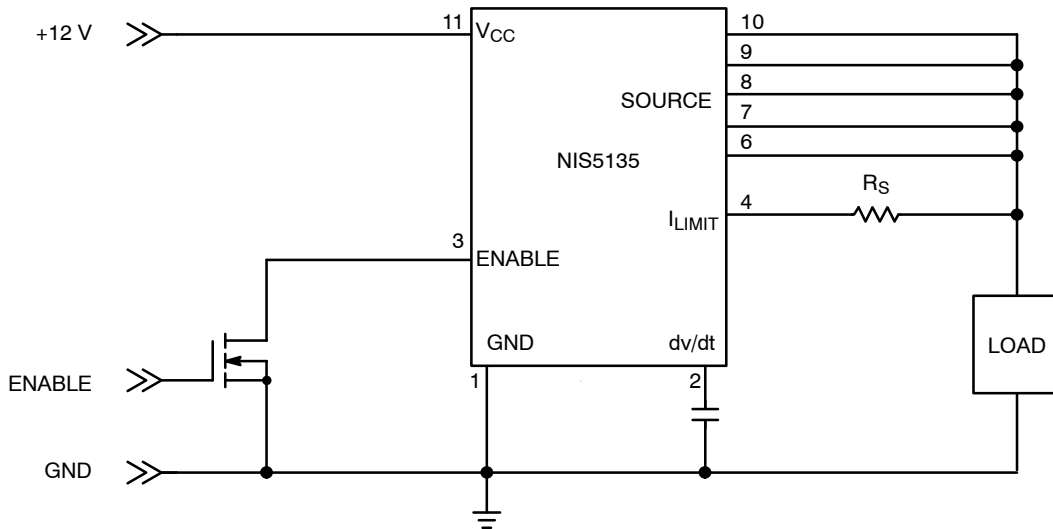 +12 V
11
V_CC
10
9
8
SOURCE
7
NIS5135
6
R_S
4
I_LIMIT
3
ENABLE
GND
dv/dt
LOAD
1
2
ENABLE
GND